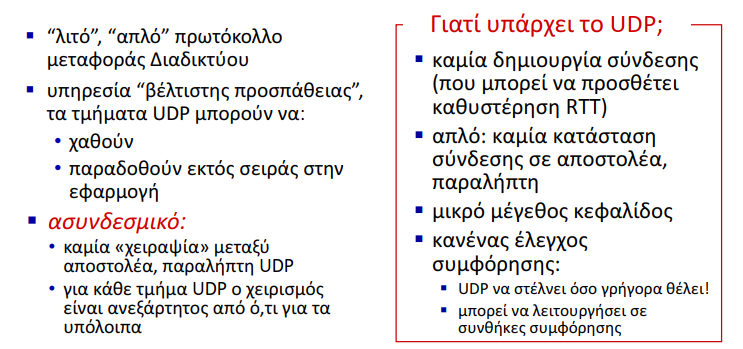 ▪ “λιτό”, “απλό” πρωτόκολλο
μεταφοράς Διαδικτύου
▪ υπηρεσία “βέλτιστης προσπάθειας”,
τα τμήματα UDP μπορούν να:
• χαθούν
• παραδοθούν εκτός σειράς στην
εφαρμογή
▪ ασυνδεσμικό:
• καμία «χειραψία» μεταξύ
αποστολέα, παραλήπτη UDP
• για κάθε τμήμα UDP ο χειρισμός
είναι ανεξάρτητος από ό,τι για τα
υπόλοιπα
Γιατί υπάρχει το UDP;
▪ καμία δημιουργία σύνδεσης
(που μπορεί να προσθέτει
καθυστέρηση RTT)
▪ απλό: καμία κατάσταση
σύνδεσης σε αποστολέα,
παραλήπτη
▪ μικρό μέγεθος κεφαλίδος
▪ κανένας έλεγχος
συμφόρησης:
▪ UDP να στέλνει όσο γρήγορα θέλει!
▪ μπορεί να λειτουργήσει σε
συνθήκες συμφόρησης